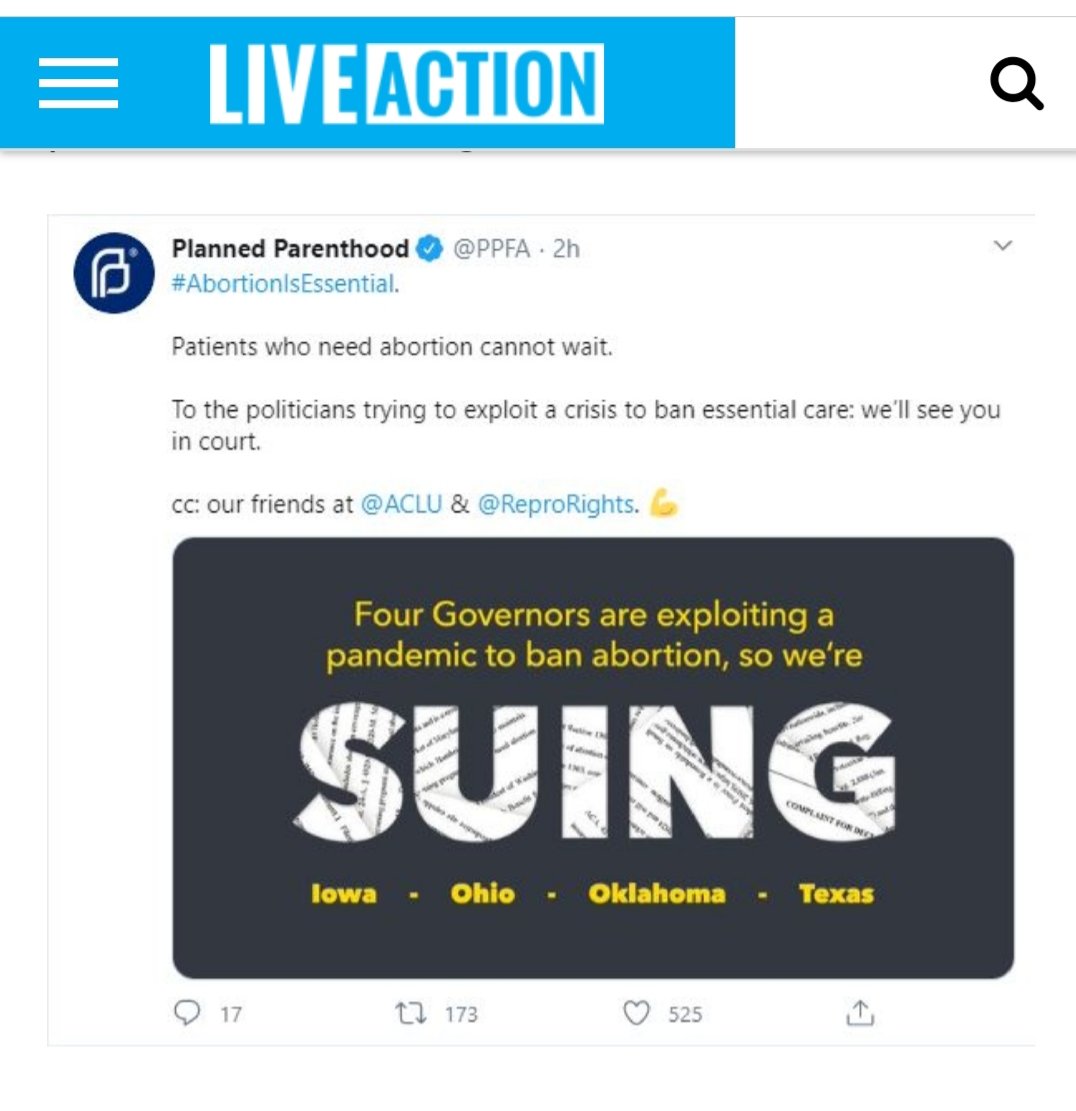 LIVE ACTION
Planned Parenthood @PPFA · 2h
#AbortionIsEssential.
Patients who need abortion cannot wait.
To the politicians trying to exploit a crisis to ban essential care: we'll see you
in court.
cc: our friends at @ACLU & @ReproRights. 💪
Four Governors are exploiting a
pandemic to ban abortion, so we're
SUING
COMPLAINT FOR
Iowa - Ohio - Oklahoma - Texas
17 173 525